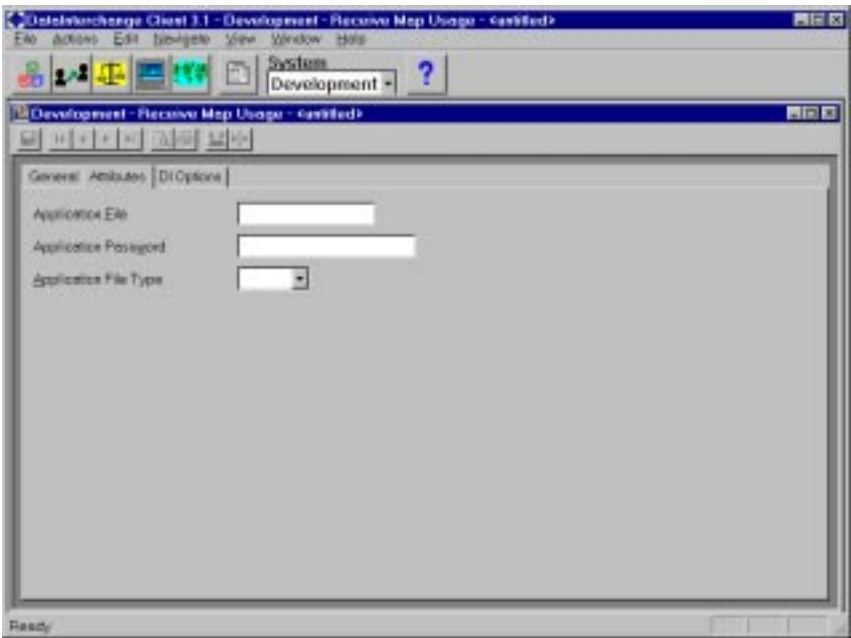 DataInterchange Client 3.1 - Development - Receive Map Usage - <untitled>
File Actions Edit Navigate View Window Help
System
Development
?
Development - Receive Map Usage - <untitled>
General Attributes DI Options
Application File
Application Password
Application File Type
Ready